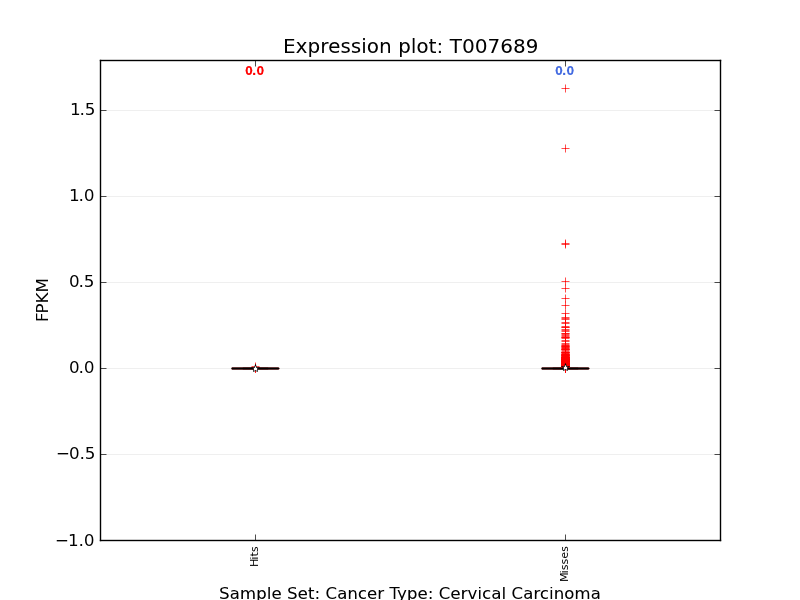 Expression plot: T007689
0.0 0.0
1.5
1.0
0.5
0.0
−0.5
−1.0
FPKM
Hits
Misses
Sample Set: Cancer Type: Cervical Carcinoma